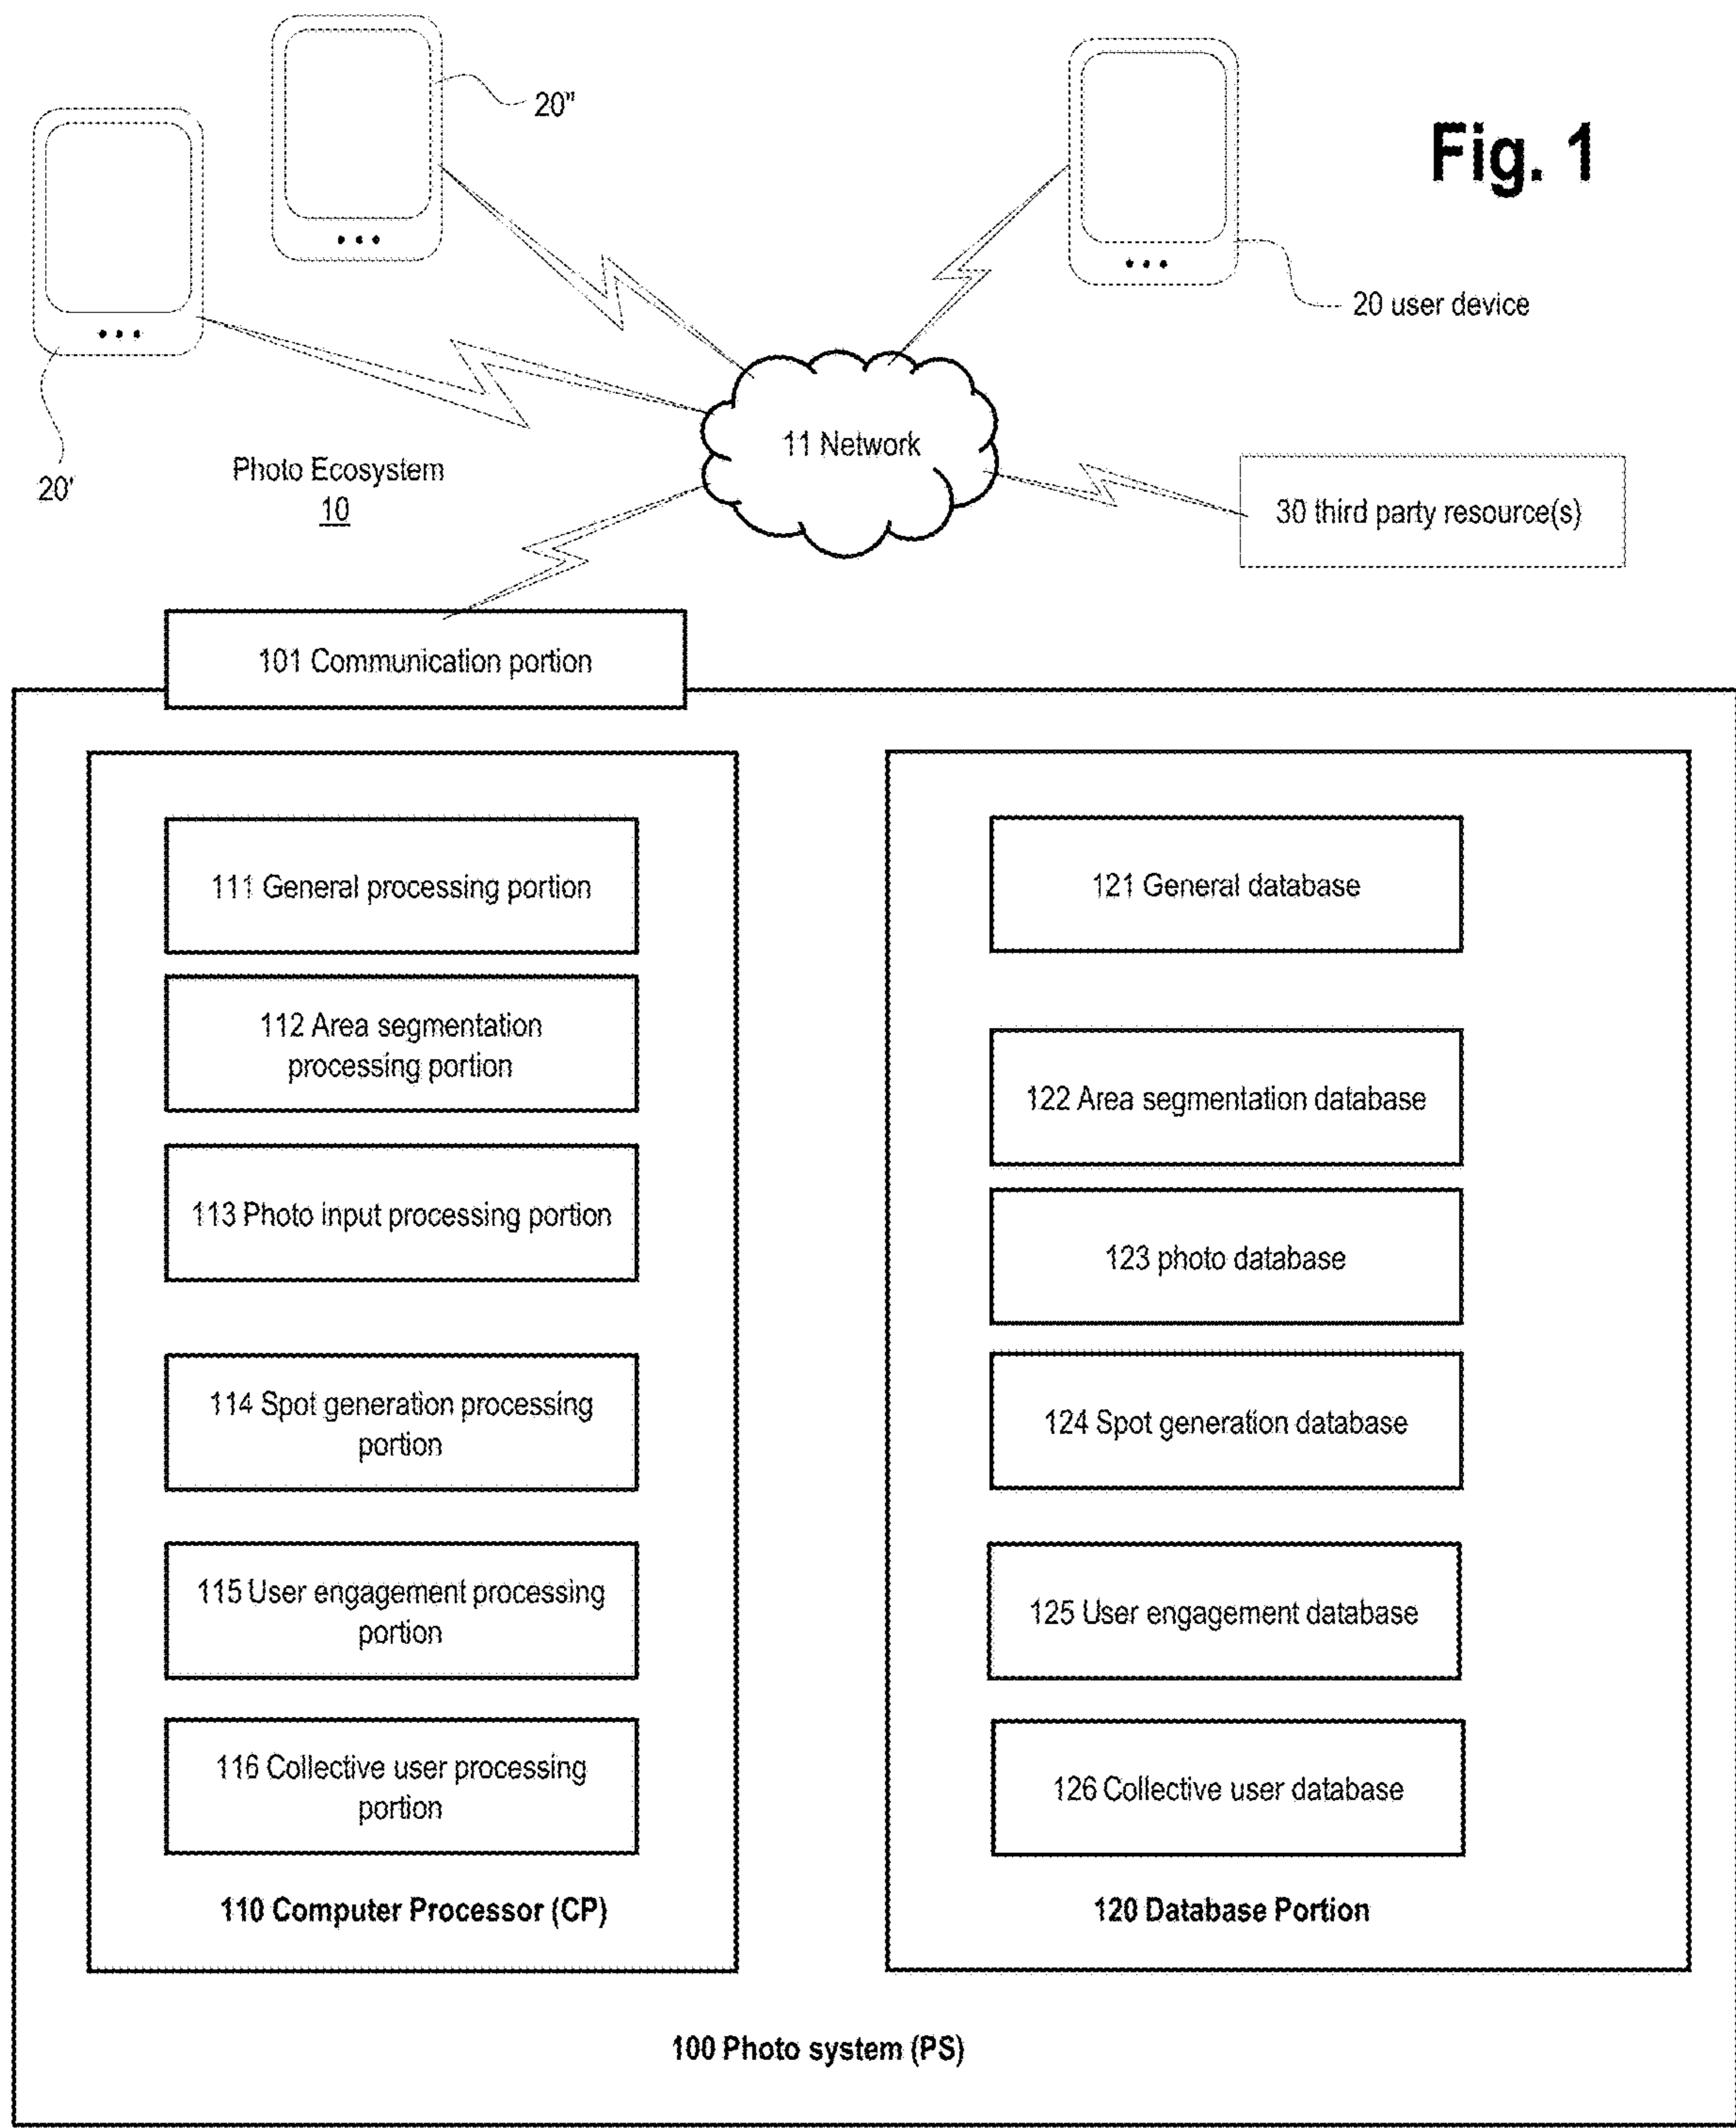 20"
Fig. 1
20 user device
11 Network
20'
Photo Ecosystem
10
30 third party resource(s)
101 Communication portion
111 General processing portion
112 Area segmentation
processing portion
113 Photo input processing portion
114 Spot generation processing
portion
115 User engagement processing
portion
116 Collective user processing
portion
110 Computer Processor (CP)
121 General database
122 Area segmentation database
123 photo database
124 Spot generation database
125 User engagement database
126 Collective user database
120 Database Portion
100 Photo system (PS)